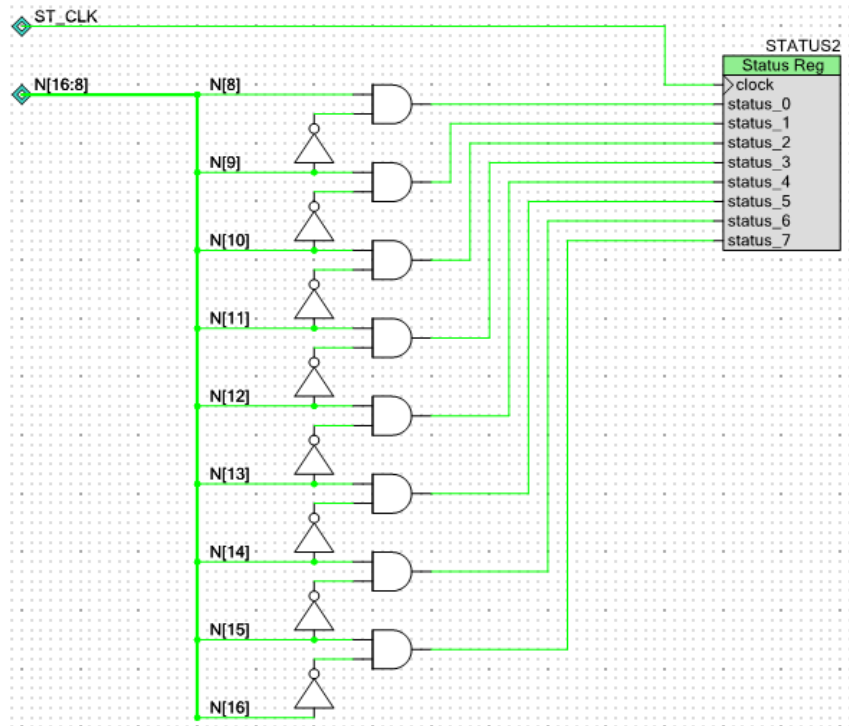 ST_CLK
STATUS2
Status Reg
N[16:8]
N[8]
clock
status_0
status_1
status_2
status_3
status_4
status_5
status_6
status_7
N[9]
N[10]
N[11]
N[12]
N[13]
N[14]
N[15]
N[16]